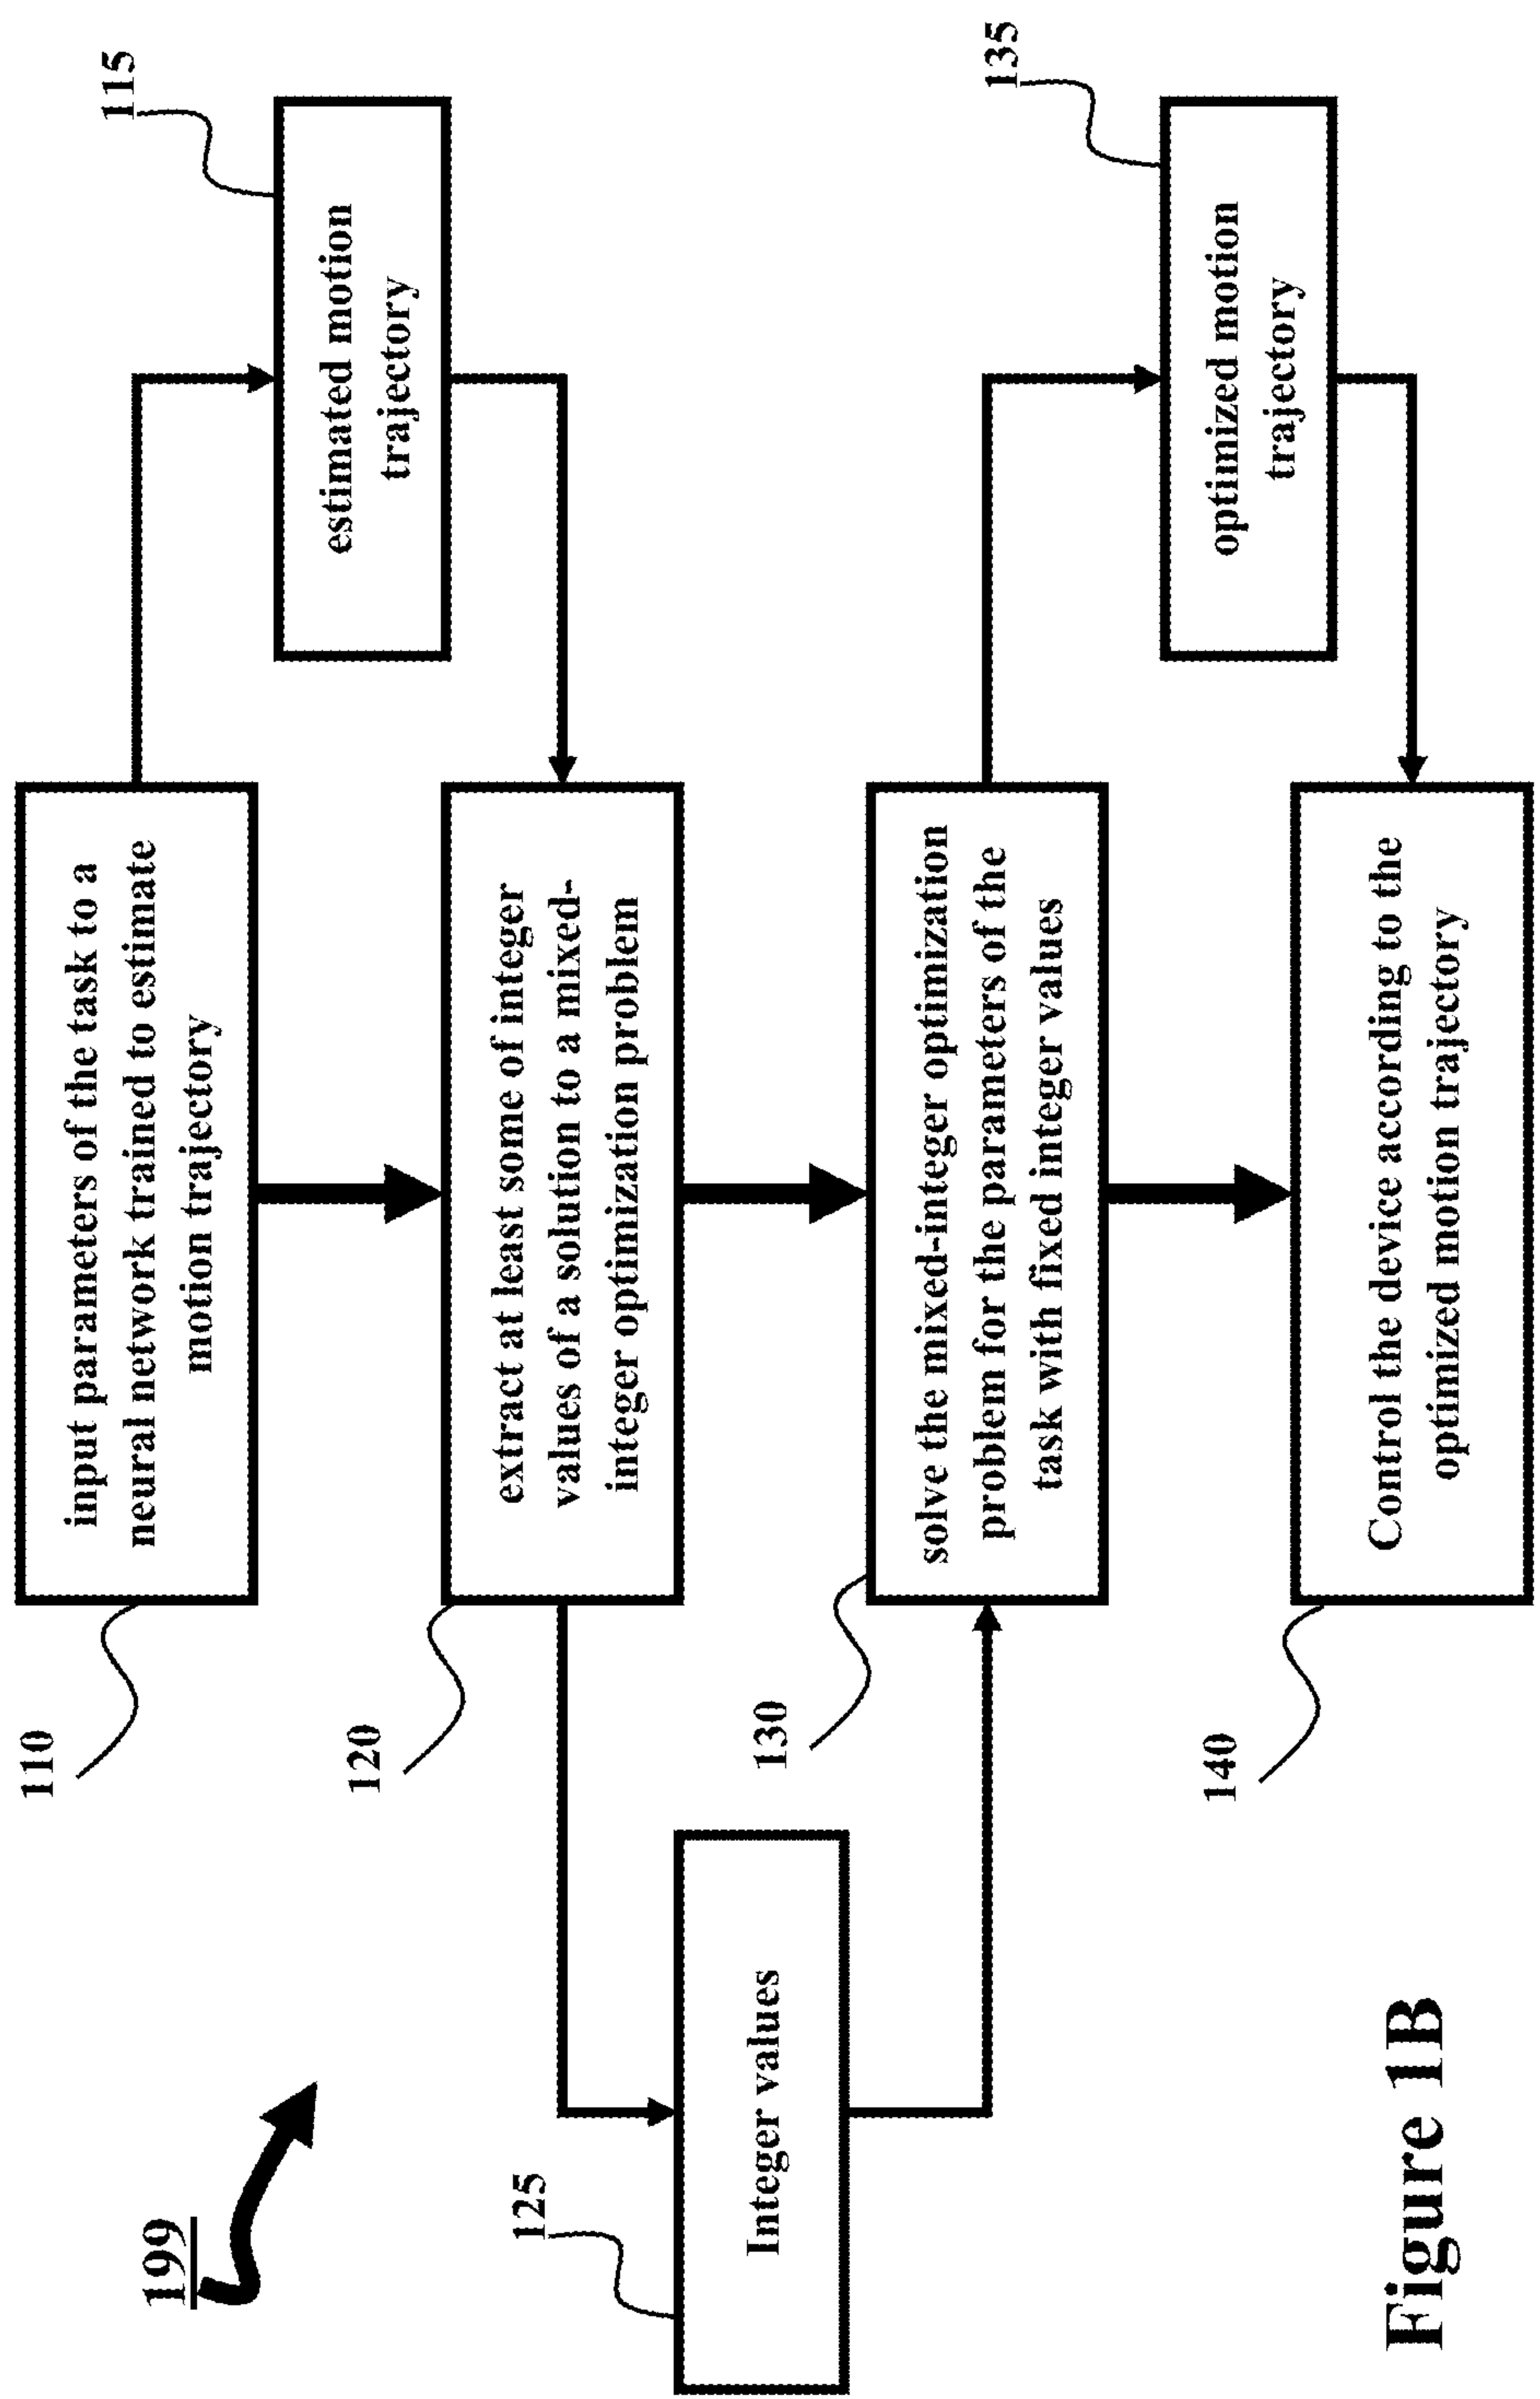 199
110
input parameters of the task to a
neural network trained to estimate
motion trajectory
115
estimated motion
trajectory
120
extract at least some of integer
values of a solution to a mixed-
integer optimization problem
125
Integer values
130
solve the mixed-integer optimization
problem for the parameters of the
task with fixed integer values
135
optimized motion
trajectory
140
Control the device according to the
optimized motion trajectory
Figure 1B